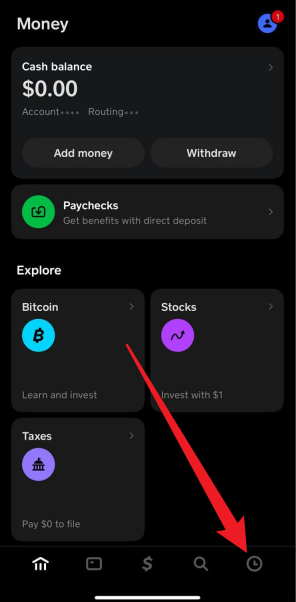 Money
1
Cash balance
$0.00
Account•••• Routing•••
Add money
Withdraw
Paychecks
Get benefits with direct deposit
Explore
Bitcoin
Learn and invest
Stocks
Invest with $1
Taxes
Pay $0 to file